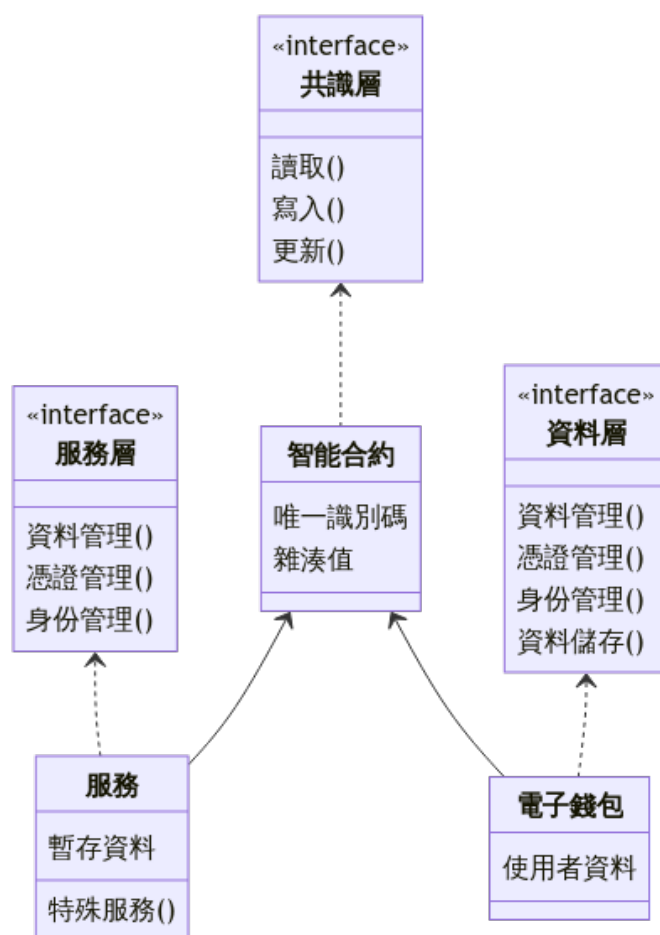 «interface»
共識層
讀取()
寫入()
更新()
«interface»
服務層
資料管理()
憑證管理()
身份管理()
智能合約
唯一識別碼
雜湊值
«interface»
資料層
資料管理()
憑證管理()
身份管理()
資料儲存()
服務
暫存資料
特殊服務()
電子錢包
使用者資料